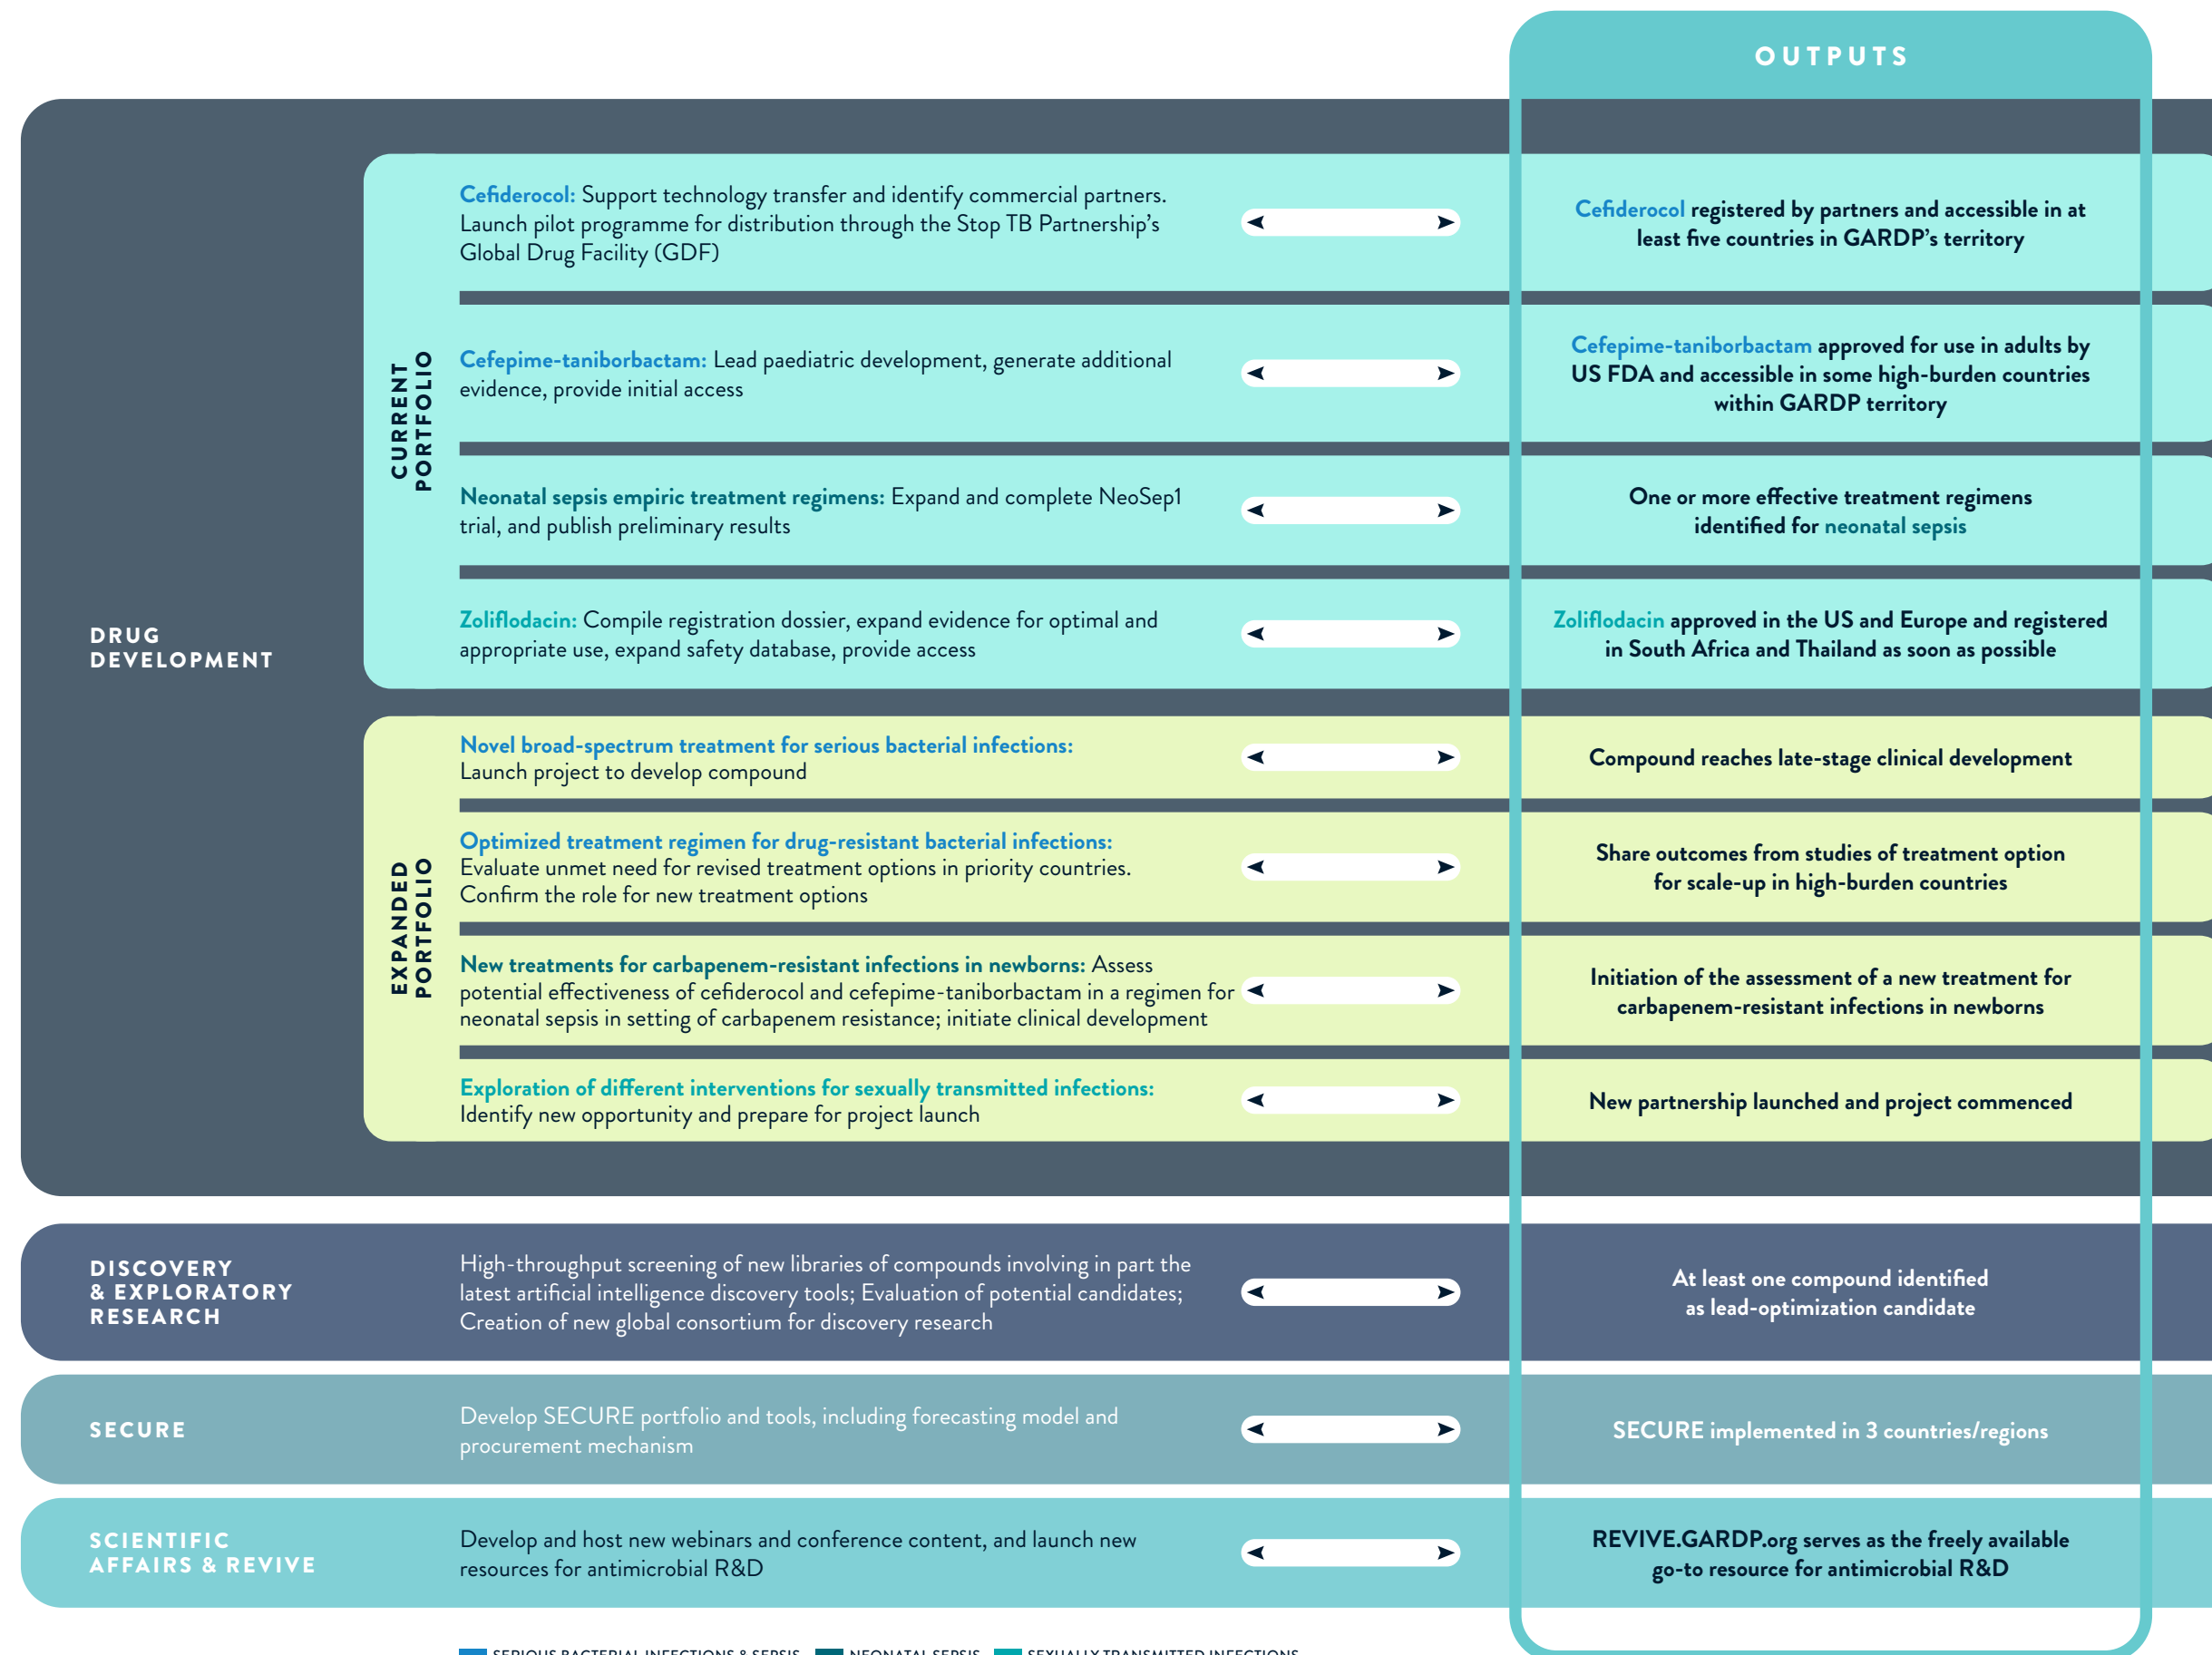 OUTPUTS
DRUG
DEVELOPMENT
CURRENT
PORTFOLIO
Cefiderocol: Support technology transfer and identify commercial partners.
Launch pilot programme for distribution through the Stop TB Partnership’s
Global Drug Facility (GDF)
Cefiderocol registered by partners and accessible in at
least five countries in GARDP’s territory
Cefepime-taniborbactam: Lead paediatric development, generate additional
evidence, provide initial access
Cefepime-taniborbactam approved for use in adults by
US FDA and accessible in some high-burden countries
within GARDP territory
Neonatal sepsis empiric treatment regimens: Expand and complete NeoSep1
trial, and publish preliminary results
One or more effective treatment regimens
identified for neonatal sepsis
Zoliflodacin: Compile registration dossier, expand evidence for optimal and
appropriate use, expand safety database, provide access
Zoliflodacin approved in the US and Europe and registered
in South Africa and Thailand as soon as possible
EXPANDED
PORTFOLIO
Novel broad-spectrum treatment for serious bacterial infections:
Launch project to develop compound
Compound reaches late-stage clinical development
Optimized treatment regimen for drug-resistant bacterial infections:
Evaluate unmet need for revised treatment options in priority countries.
Confirm the role for new treatment options
Share outcomes from studies of treatment option
for scale-up in high-burden countries
New treatments for carbapenem-resistant infections in newborns: Assess
potential effectiveness of cefiderocol and cefepime-taniborbactam in a regimen for
neonatal sepsis in setting of carbapenem resistance; initiate clinical development
Initiation of the assessment of a new treatment for
carbapenem-resistant infections in newborns
Exploration of different interventions for sexually transmitted infections:
Identify new opportunity and prepare for project launch
New partnership launched and project commenced
DISCOVERY
& EXPLORATORY
RESEARCH
High-throughput screening of new libraries of compounds involving in part the
latest artificial intelligence discovery tools; Evaluation of potential candidates;
Creation of new global consortium for discovery research
At least one compound identified
as lead-optimization candidate
SECURE
Develop SECURE portfolio and tools, including forecasting model and
procurement mechanism
SECURE implemented in 3 countries/regions
SCIENTIFIC
AFFAIRS & REVIVE
Develop and host new webinars and conference content, and launch new
resources for antimicrobial R&D
REVIVE.GARDP.org serves as the freely available
go-to resource for antimicrobial R&D
SERIOUS BACTERIAL INFECTIONS & SEPSIS NEONATAL SEPSIS SEXUALLY TRANSMITTED INFECTIONS